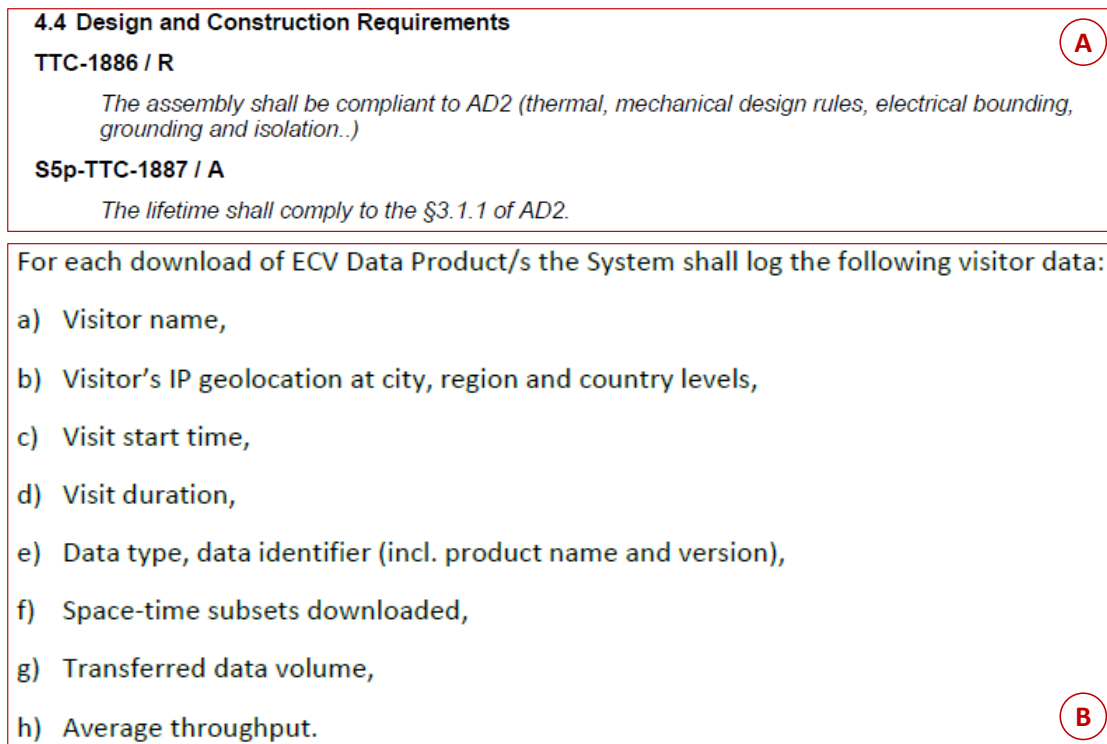 4.4 Design and Construction Requirements
A
TTC-1886 / R
The assembly shall be compliant to AD2 (thermal, mechanical design rules, electrical bounding,
grounding and isolation..)
S5p-TTC-1887 / A
The lifetime shall comply to the §3.1.1 of AD2.
For each download of ECV Data Product/s the System shall log the following visitor data:
a) Visitor name,
b) Visitor's IP geolocation at city, region and country levels,
c) Visit start time,
d) Visit duration,
e) Data type, data identifier (incl. product name and version),
f) Space-time subsets downloaded,
g) Transferred data volume,
h) Average throughput.
B